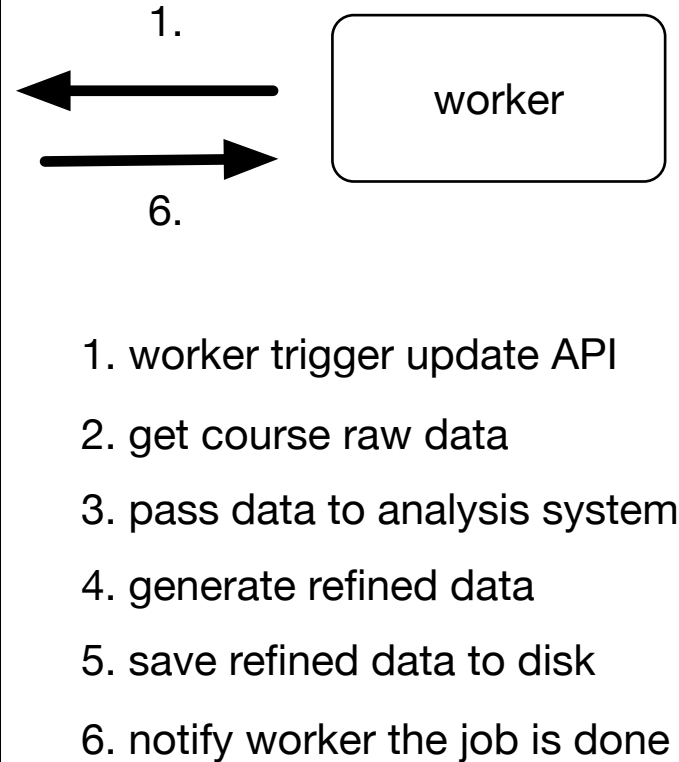 1.
worker
6.
1. worker trigger update API
2. get course raw data
3. pass data to analysis system
4. generate refined data
5. save refined data to disk
6. notify worker the job is done